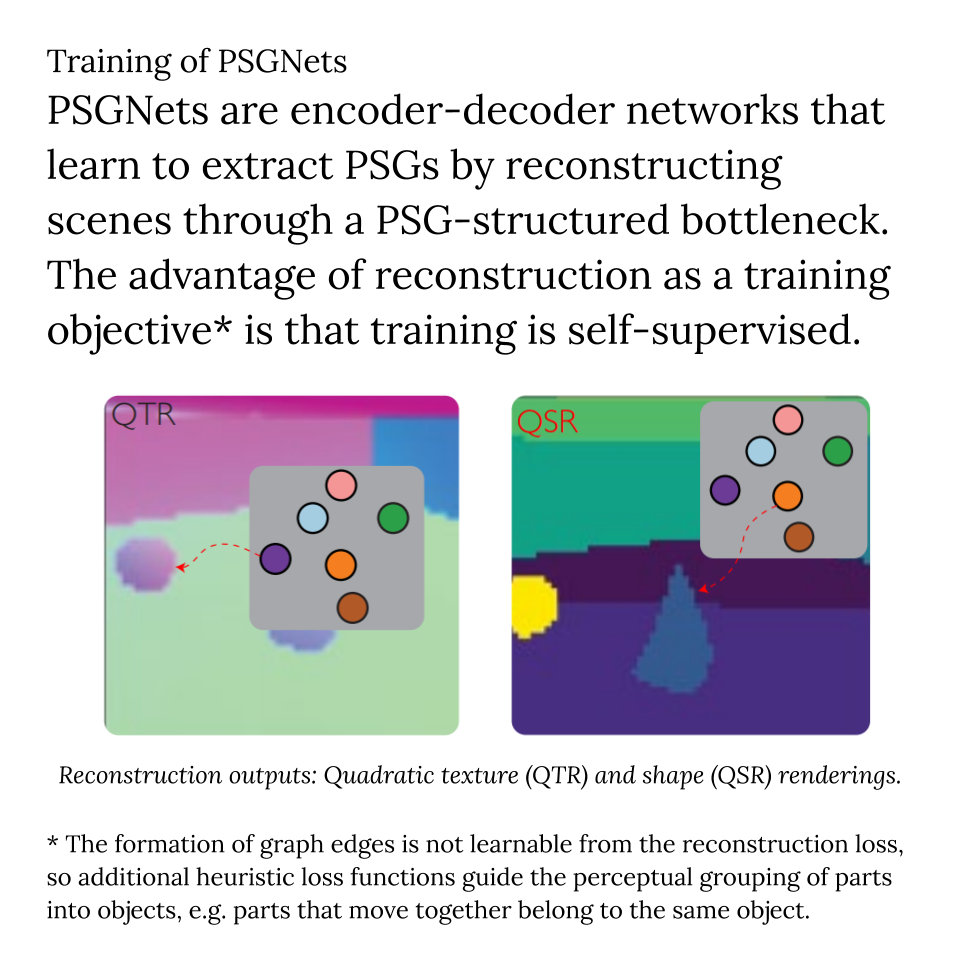 Training of PSGNets
PSGNets are encoder-decoder networks that
learn to extract PSGs by reconstructing
scenes through a PSG-structured bottleneck.
The advantage of reconstruction as a training
objective* is that training is self-supervised.
QTR
QSR
Reconstruction outputs: Quadratic texture (QTR) and shape (QSR) renderings.
* The formation of graph edges is not learnable from the reconstruction loss,
so additional heuristic loss functions guide the perceptual grouping of parts
into objects, e.g. parts that move together belong to the same object.